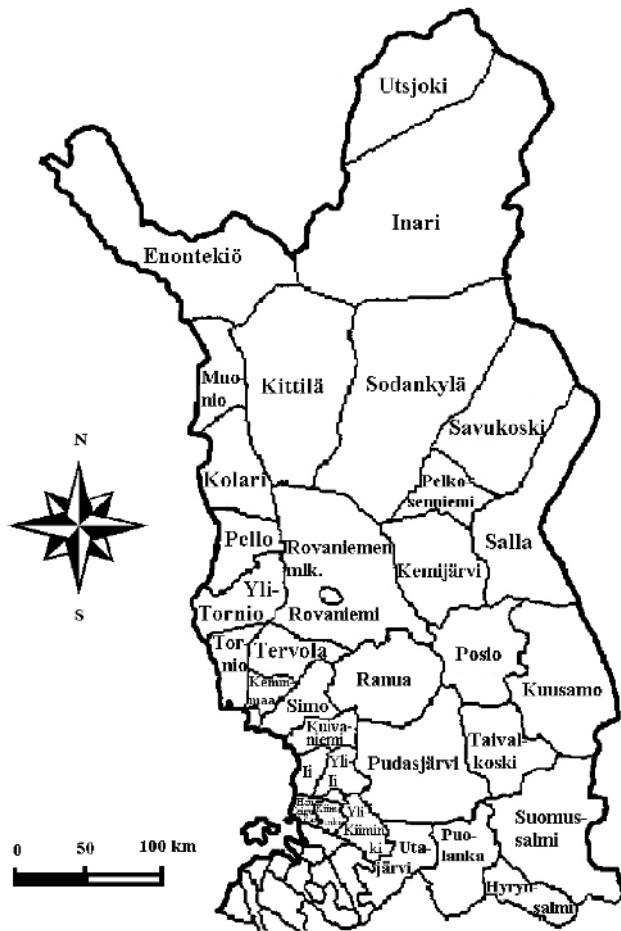 Utsjoki
Inari
Enontekiö
Muo-
nio
Kittilä
Sodankylä
Savukoski
Kolari
Pelko-
senniemi
N
S
Pello
Rovaniemen
mlk.
Kemijärvi
Salla
Yli-
Tornio
Rovaniemi
Tor-
nio
Tervola
Posio
Kemin
maa
Ranua
Kuusamo
Simo
Kuiva-
niemi
Ii
Yli
Ii
Pudasjärvi
Taival-
koski
Yli
Kiimin
ki
Uta-
järvi
Puo-
lanka
Suomus-
salmi
Hyryn-
salmi
0 50 100 km